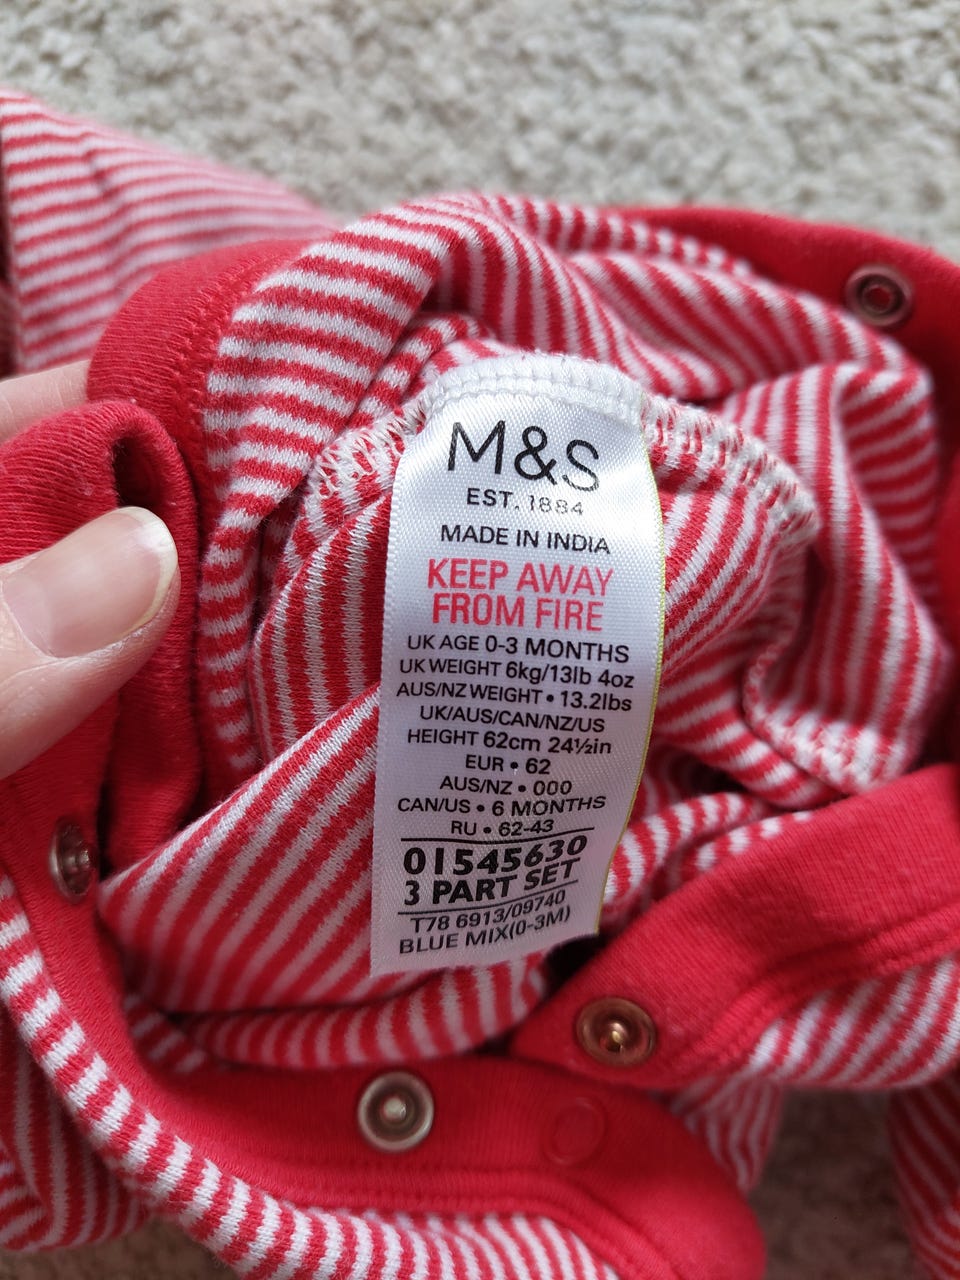 M&S
EST. 1884
MADE IN INDIA
KEEP AWAY
FROM FIRE
UK AGE 0-3 MONTHS
UK WEIGHT 6kg/13lb 4oz
AUS/NZ WEIGHT • 13.2lbs
UK/AUS/CAN/NZ/US
HEIGHT 62cm 24½in
EUR • 62
AUS/NZ • 000
CAN/US • 6 MONTHS
RU • 62-43
01545630
3 PART SET
T78 6913/09740
BLUE MIX(0-3M)